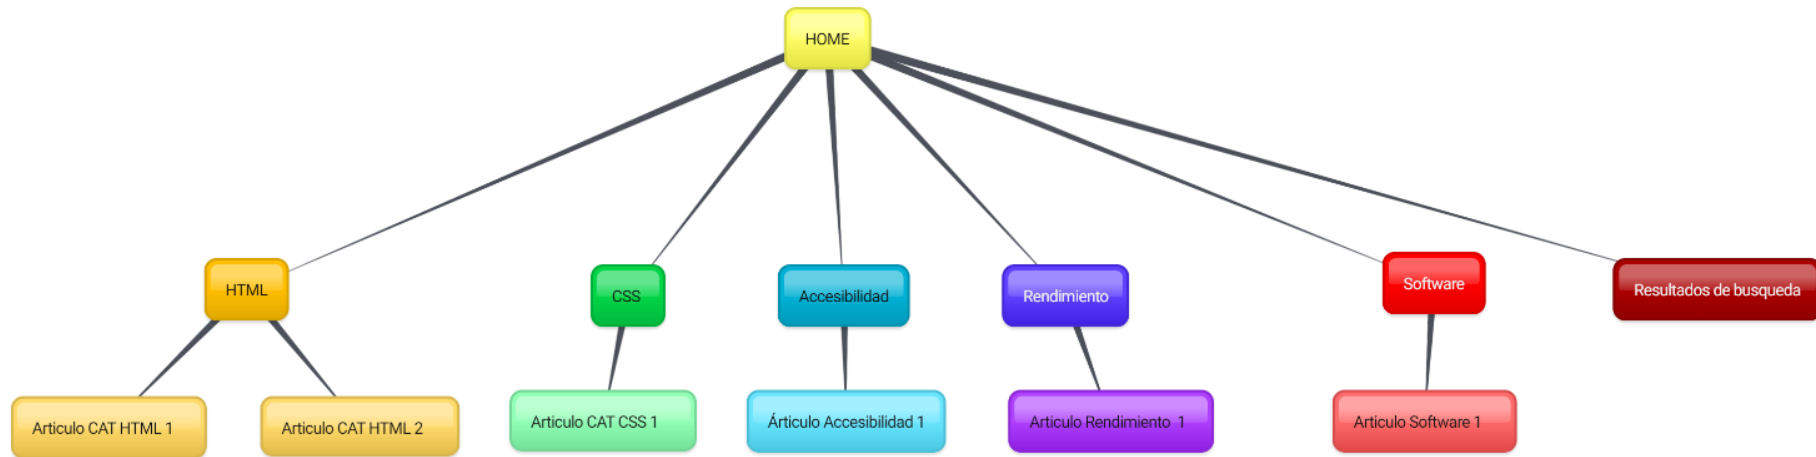 HOME
HTML
CSS
Accesibilidad
Rendimiento
Software
Resultados de busqueda
Articulo CAT HTML 1
Articulo CAT HTML 2
Articulo CAT CSS 1
Árticulo Accesibilidad 1
Articulo Rendimiento 1
Articulo Software 1